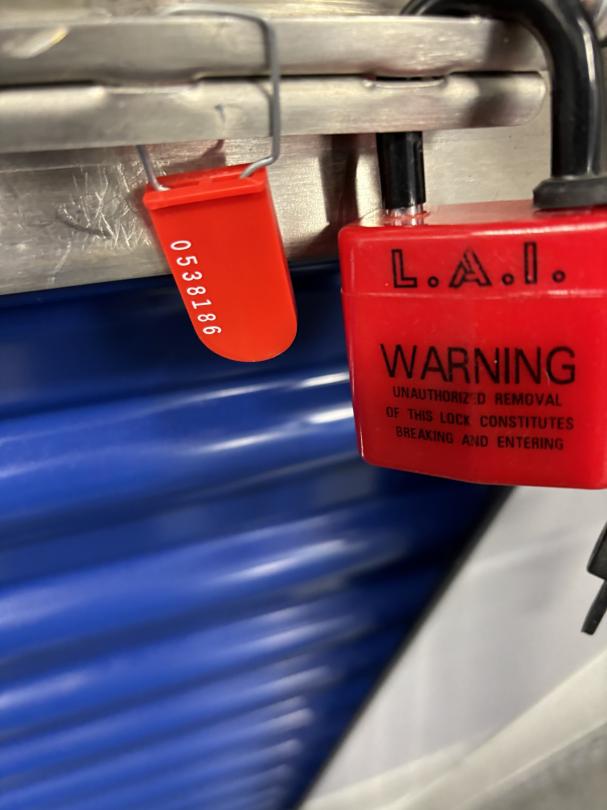 0538186
L.A.I.
WARNING
UNAUTHORIZED REMOVAL
OF THIS LOCK CONSTITUTES
BREAKING AND ENTERING